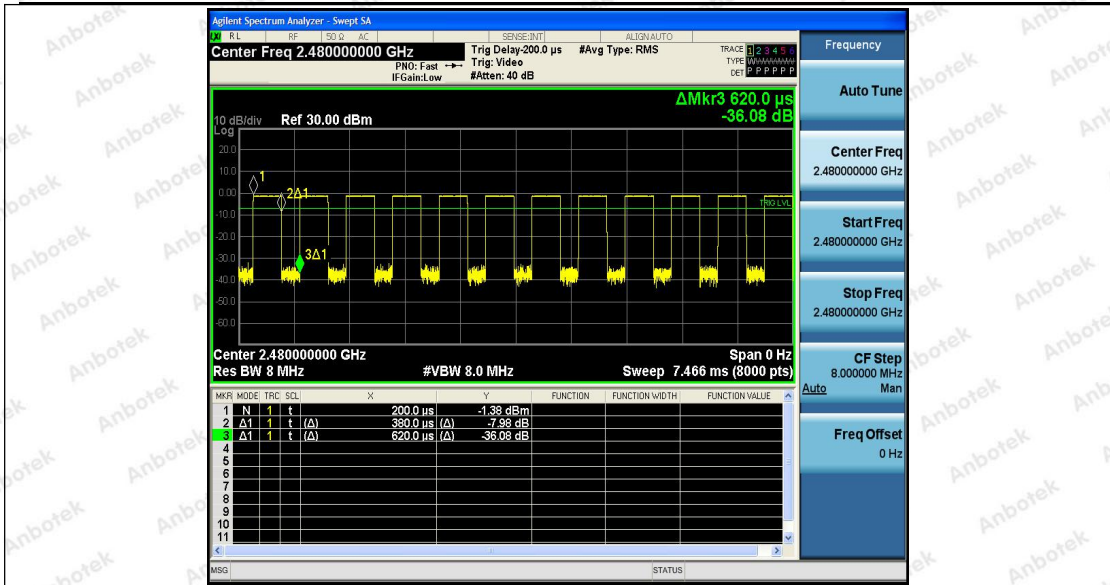 Agilent Spectrum Analyzer - Swept SA
LXI RL RF 50 Ω AC SENSE:INT ALIGN AUTO
Center Freq 2.480000000 GHz
PNO: Fast
IFGain:Low
Trig Delay-200.0 µs
Trig: Video
#Atten: 40 dB
#Avg Type: RMS
TRACE 1 2 3 4 5 6
TYPE WWWWWW
DET P P P P P P
ΔMkr3 620.0 µs
-36.08 dB
10 dB/div
Log
Ref 30.00 dBm
20.0
10.0
0.00
-10.0
-20.0
-30.0
-40.0
-50.0
-60.0
1
2Δ1
3Δ1
TRIG LVL
Center 2.480000000 GHz Span 0 Hz
Res BW 8 MHz #VBW 8.0 MHz Sweep 7.466 ms (8000 pts)
MKR MODE TRC SCL X Y FUNCTION FUNCTION WIDTH FUNCTION VALUE
1 N 1 t 200.0 µs -1.38 dBm
2 Δ1 1 t (Δ) 380.0 µs (Δ) -7.98 dB
3 Δ1 1 t (Δ) 620.0 µs (Δ) -36.08 dB
4
5
6
7
8
9
10
11
MSG STATUS
Frequency
Auto Tune
Center Freq
2.480000000 GHz
Start Freq
2.480000000 GHz
Stop Freq
2.480000000 GHz
CF Step
8.000000 MHz
Auto Man
Freq Offset
0 Hz
Anbotek